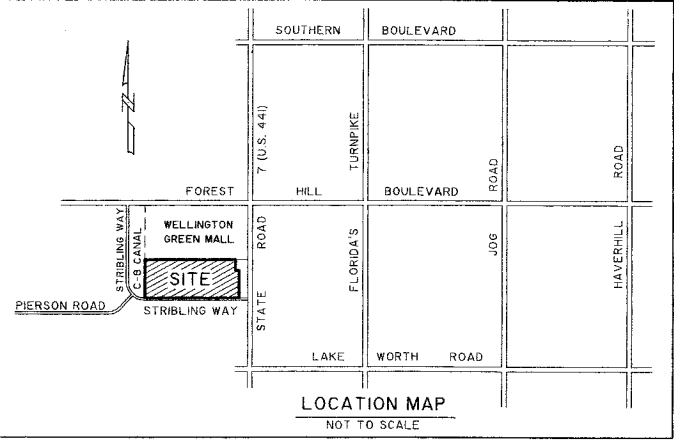 SOUTHERN BOULEVARD
N
STATE ROAD 7 (U.S. 441)
FLORIDA'S TURNPIKE
JOG ROAD
HAVERHILL ROAD
FOREST HILL BOULEVARD
STRIBLING WAY
C-8 CANAL
WELLINGTON
GREEN MALL
SITE
PIERSON ROAD
STRIBLING WAY
LAKE WORTH ROAD
LOCATION MAP
NOT TO SCALE